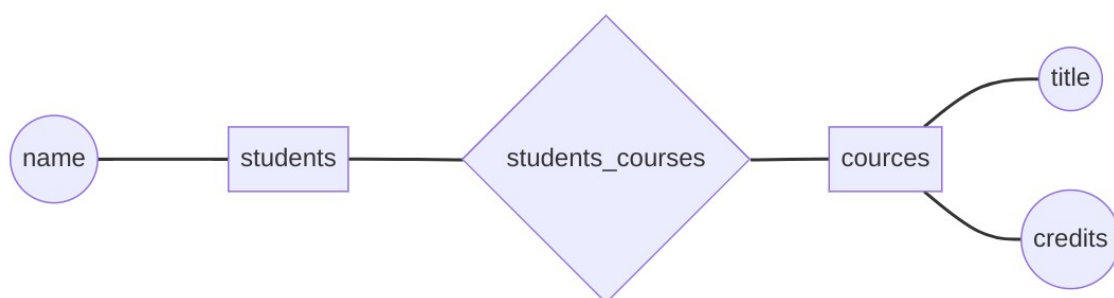 name
students
students_courses
cources
title
credits